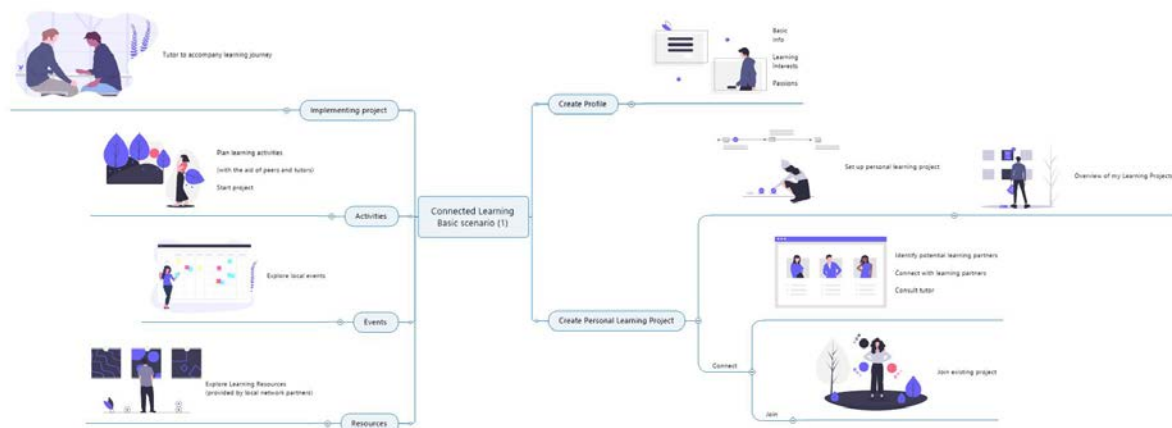 Tutor to accompany learning journey
Implementing project
Plan learning activities
(with the aid of peers and tutors)
Start project
Activities
Explore local events
Events
Explore Learning Resources
(provided by local network partners)
Resources
Connected Learning
Basic scenario (1)
Basic
info
Learning
interests
Passions
Create Profile
Set up personal learning project
Overview of my Learning Projects
Identify potential learning partners
Connect with learning partners
Consult tutor
Create Personal Learning Project
Connect
Join existing project
Join